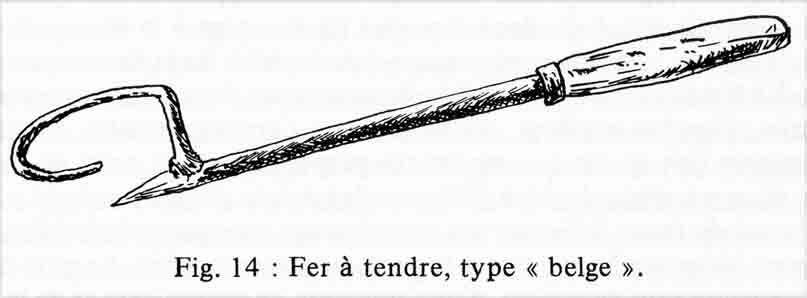 Fig. 14 : Fer à tendre, type « belge ».